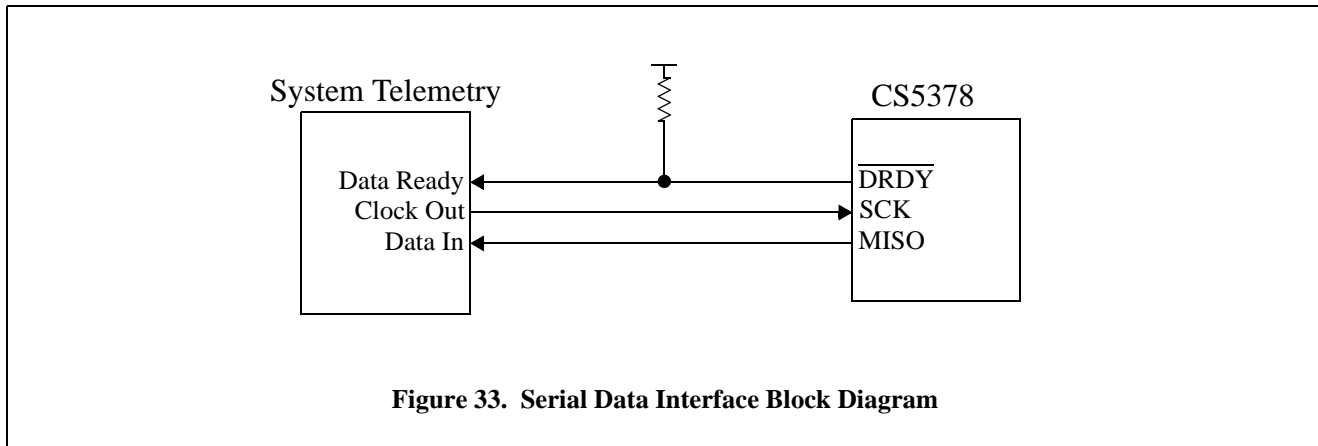 System Telemetry
CS5378
Data Ready
DRDY
Clock Out
SCK
Data In
MISO
Figure 33. Serial Data Interface Block Diagram